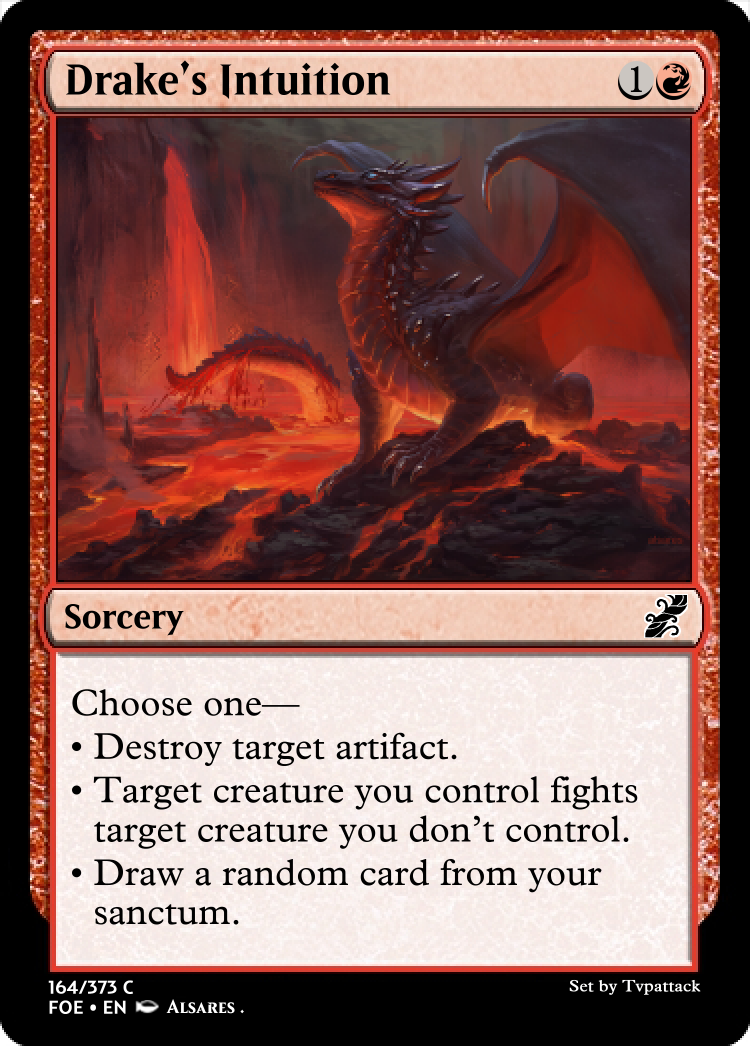 Drake's Intuition
1
Sorcery
Choose one—
• Destroy target artifact.
• Target creature you control fights
target creature you don't control.
• Draw a random card from your
sanctum.
164/373 C
Set by Tvpattack
FOE • EN ALSARES .